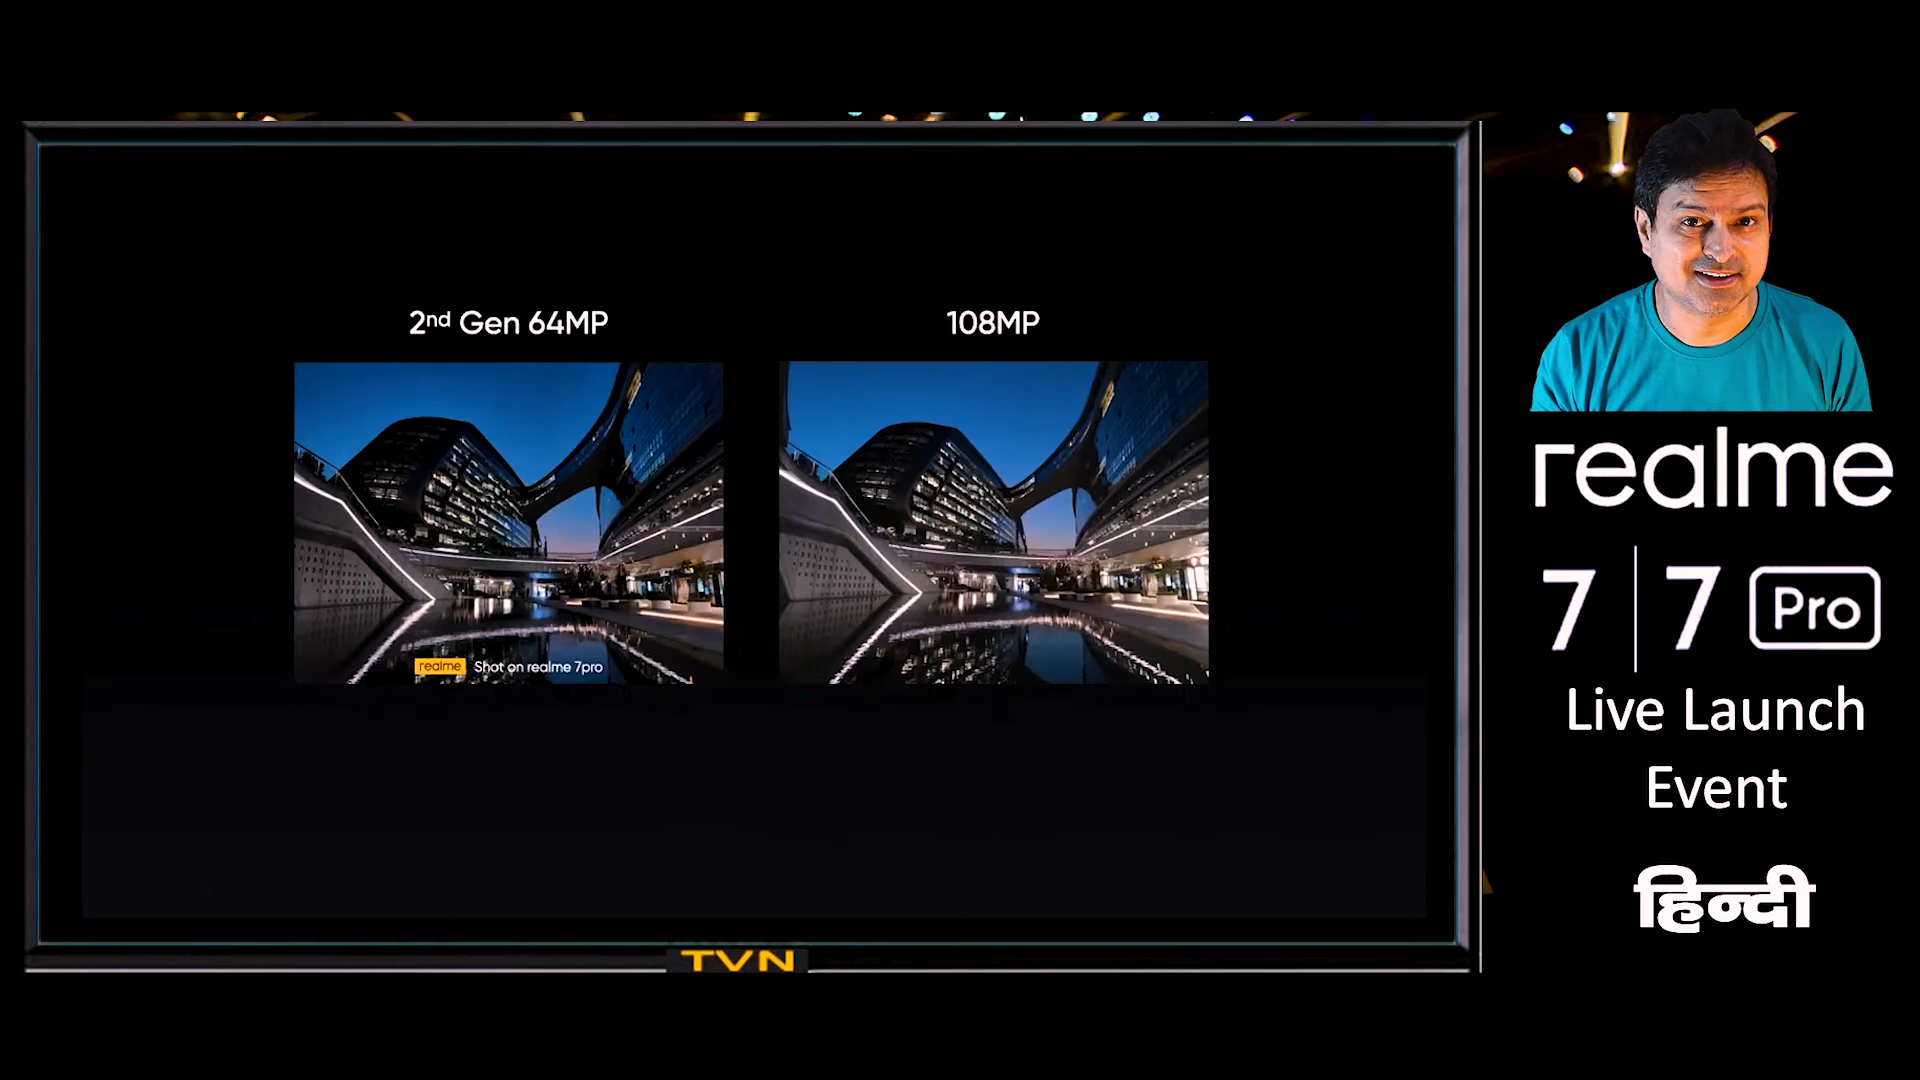 2nd Gen 64MP
108MP
realme Shot on realme 7pro
TVN
realme
7 7 Pro
Live Launch
Event
हिन्दी